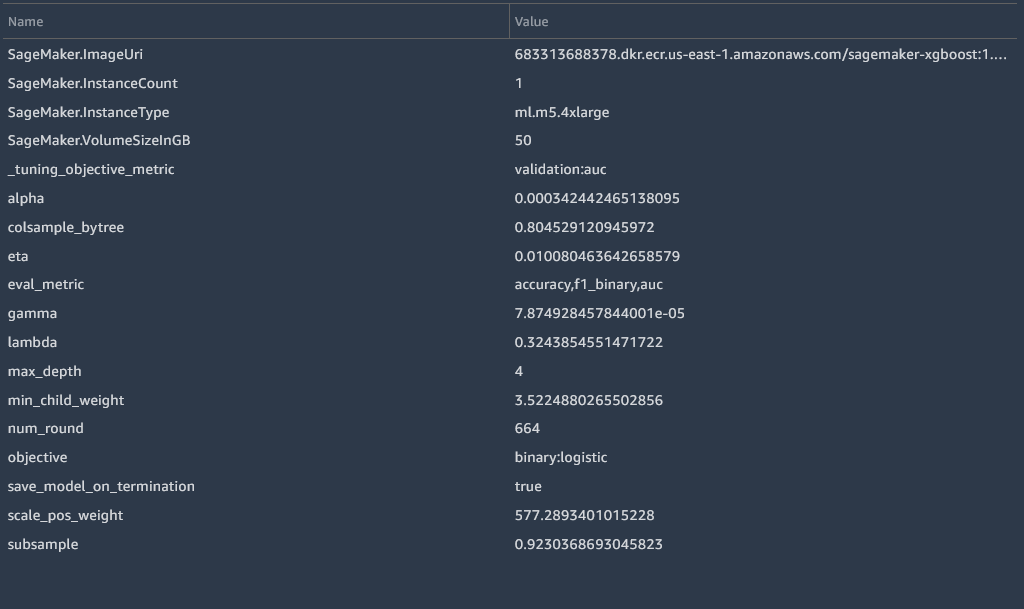 Name Value
SageMaker.ImageUri 683313688378.dkr.ecr.us-east-1.amazonaws.com/sagemaker-xgboost:1....
SageMaker.InstanceCount 1
SageMaker.InstanceType ml.m5.4xlarge
SageMaker.VolumeSizeInGB 50
_tuning_objective_metric validation:auc
alpha 0.000342442465138095
colsample_bytree 0.804529120945972
eta 0.010080463642658579
eval_metric accuracy,f1_binary,auc
gamma 7.874928457844001e-05
lambda 0.3243854551471722
max_depth 4
min_child_weight 3.5224880265502856
num_round 664
objective binary:logistic
save_model_on_termination true
scale_pos_weight 577.2893401015228
subsample 0.9230368693045823